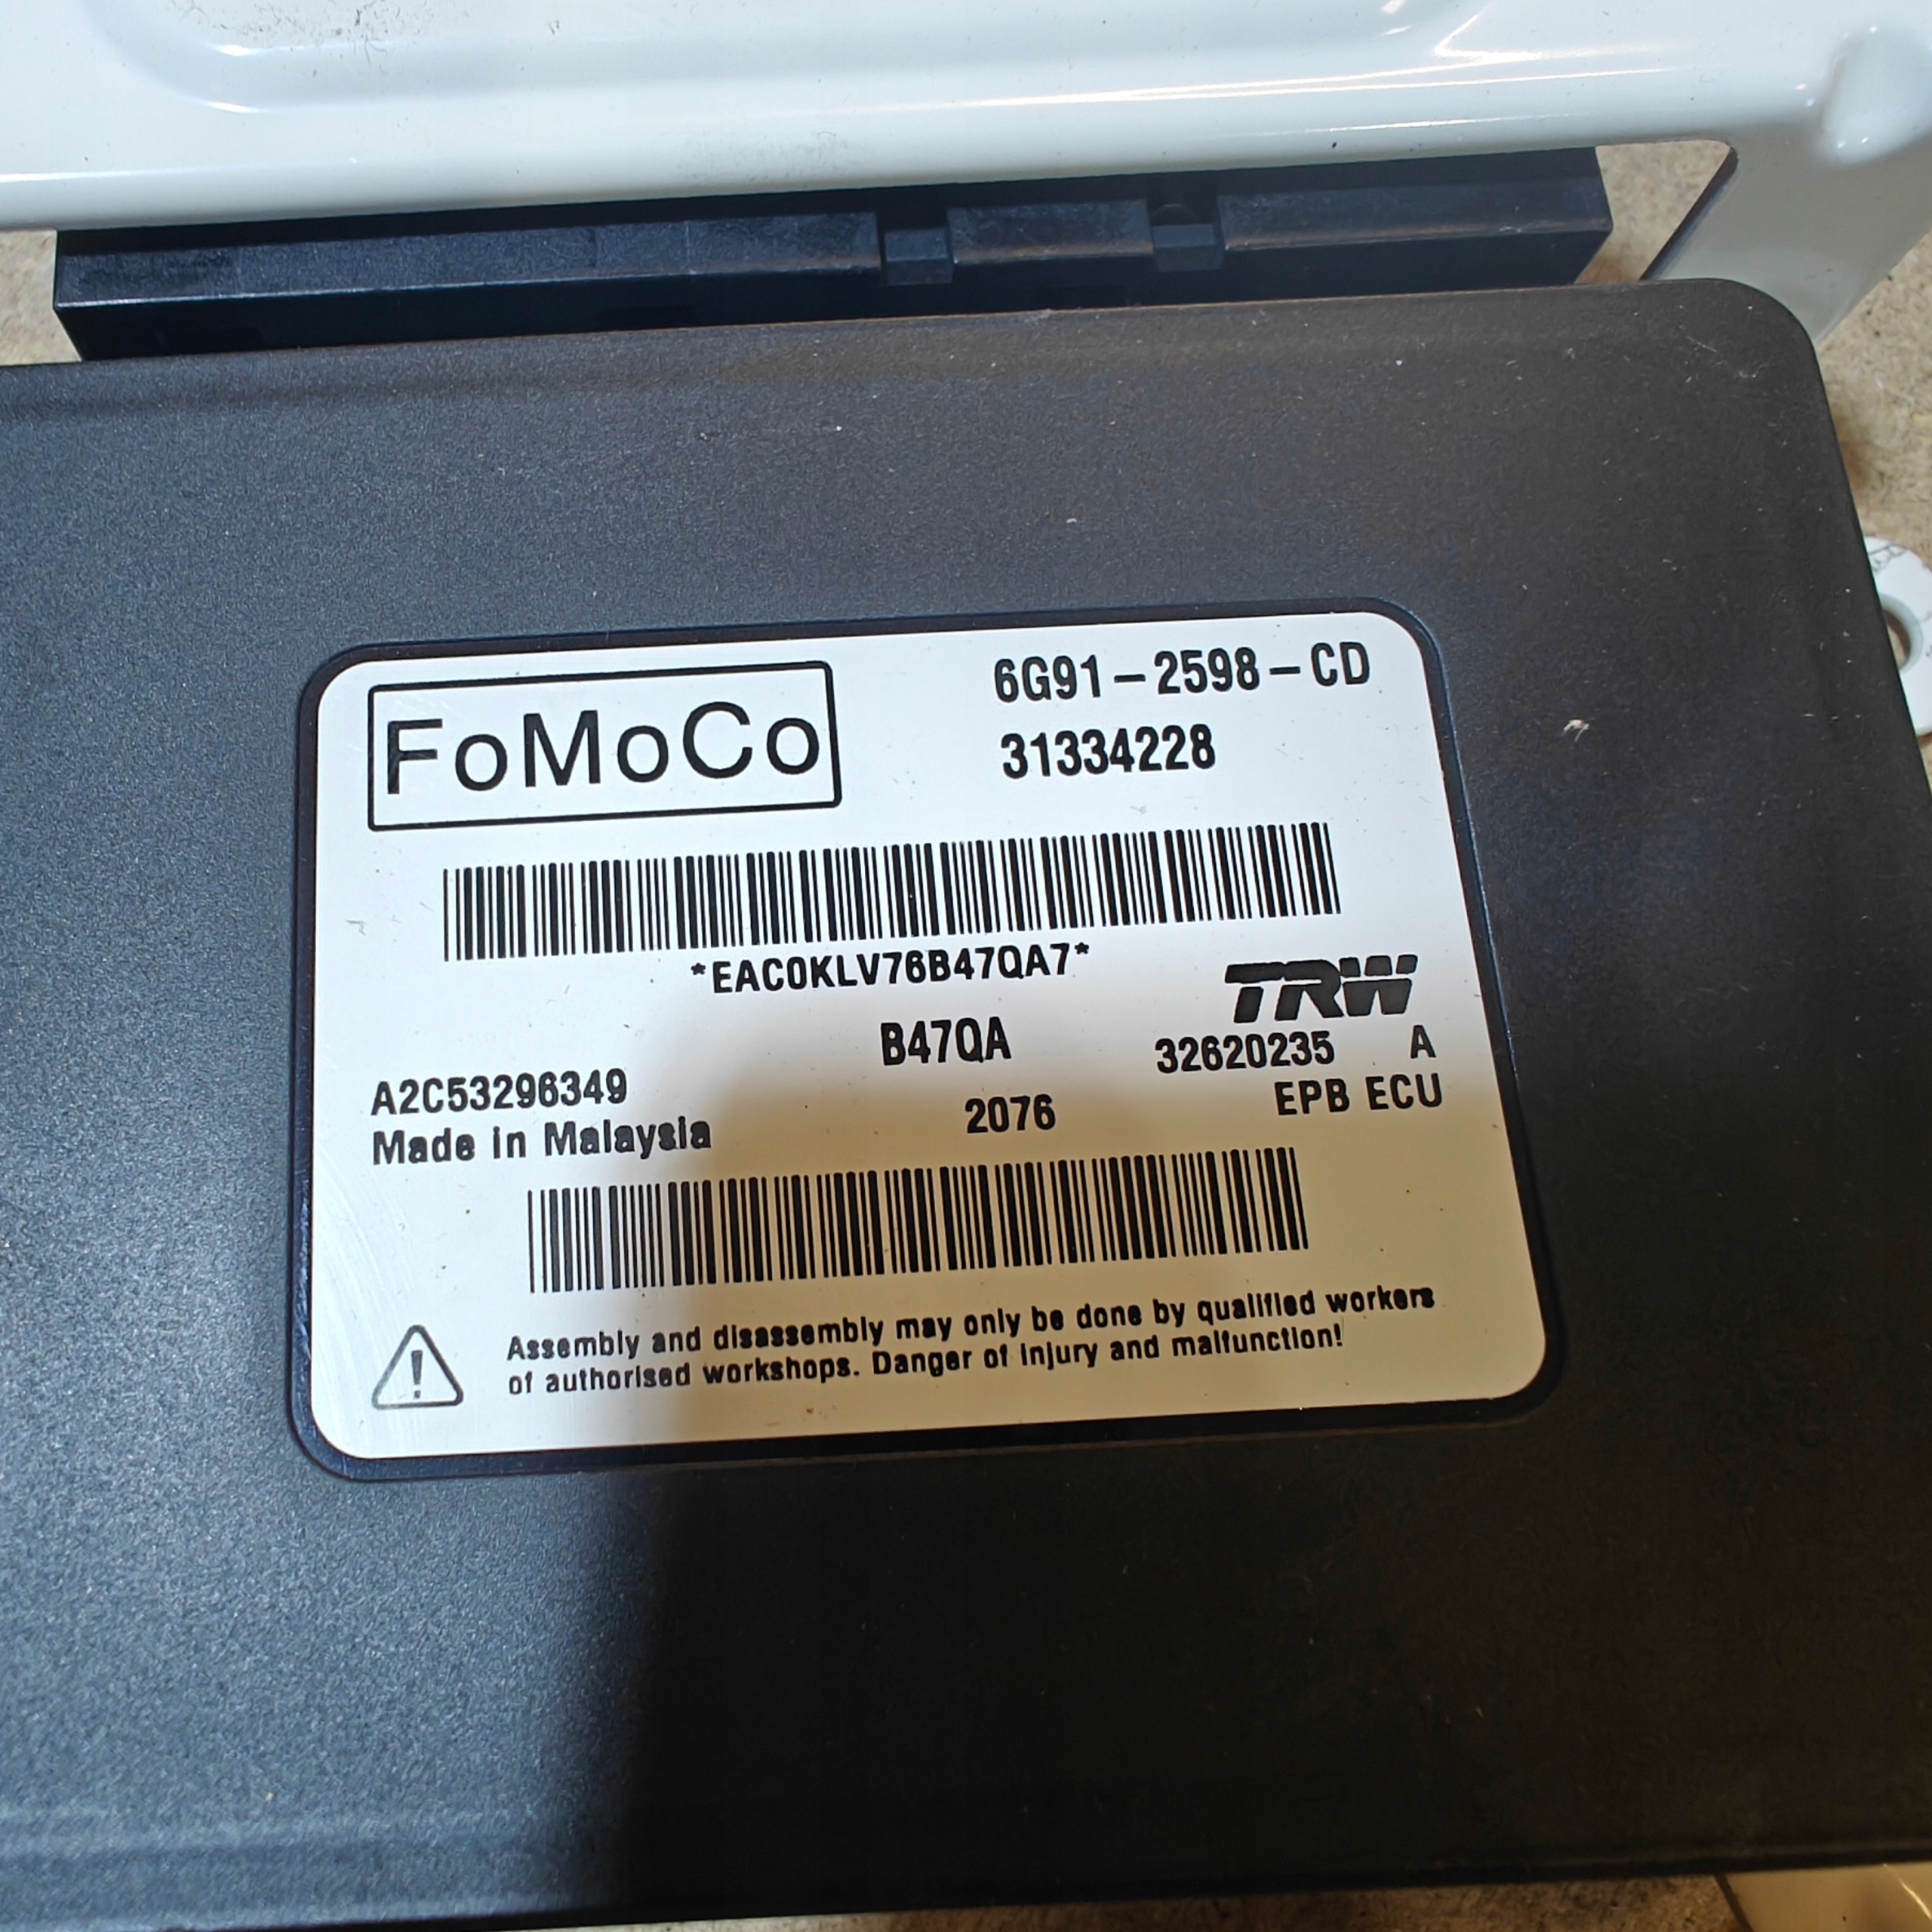 FoMoCo
6G91-2598-CD
31334228
*EAC0KLV76B47QA7*
TRW
B47QA
32620235 A
A2C53296349
2076
EPB ECU
Made in Malaysia
Assembly and disassembly may only be done by qualified workers
of authorised workshops. Danger of injury and malfunction!